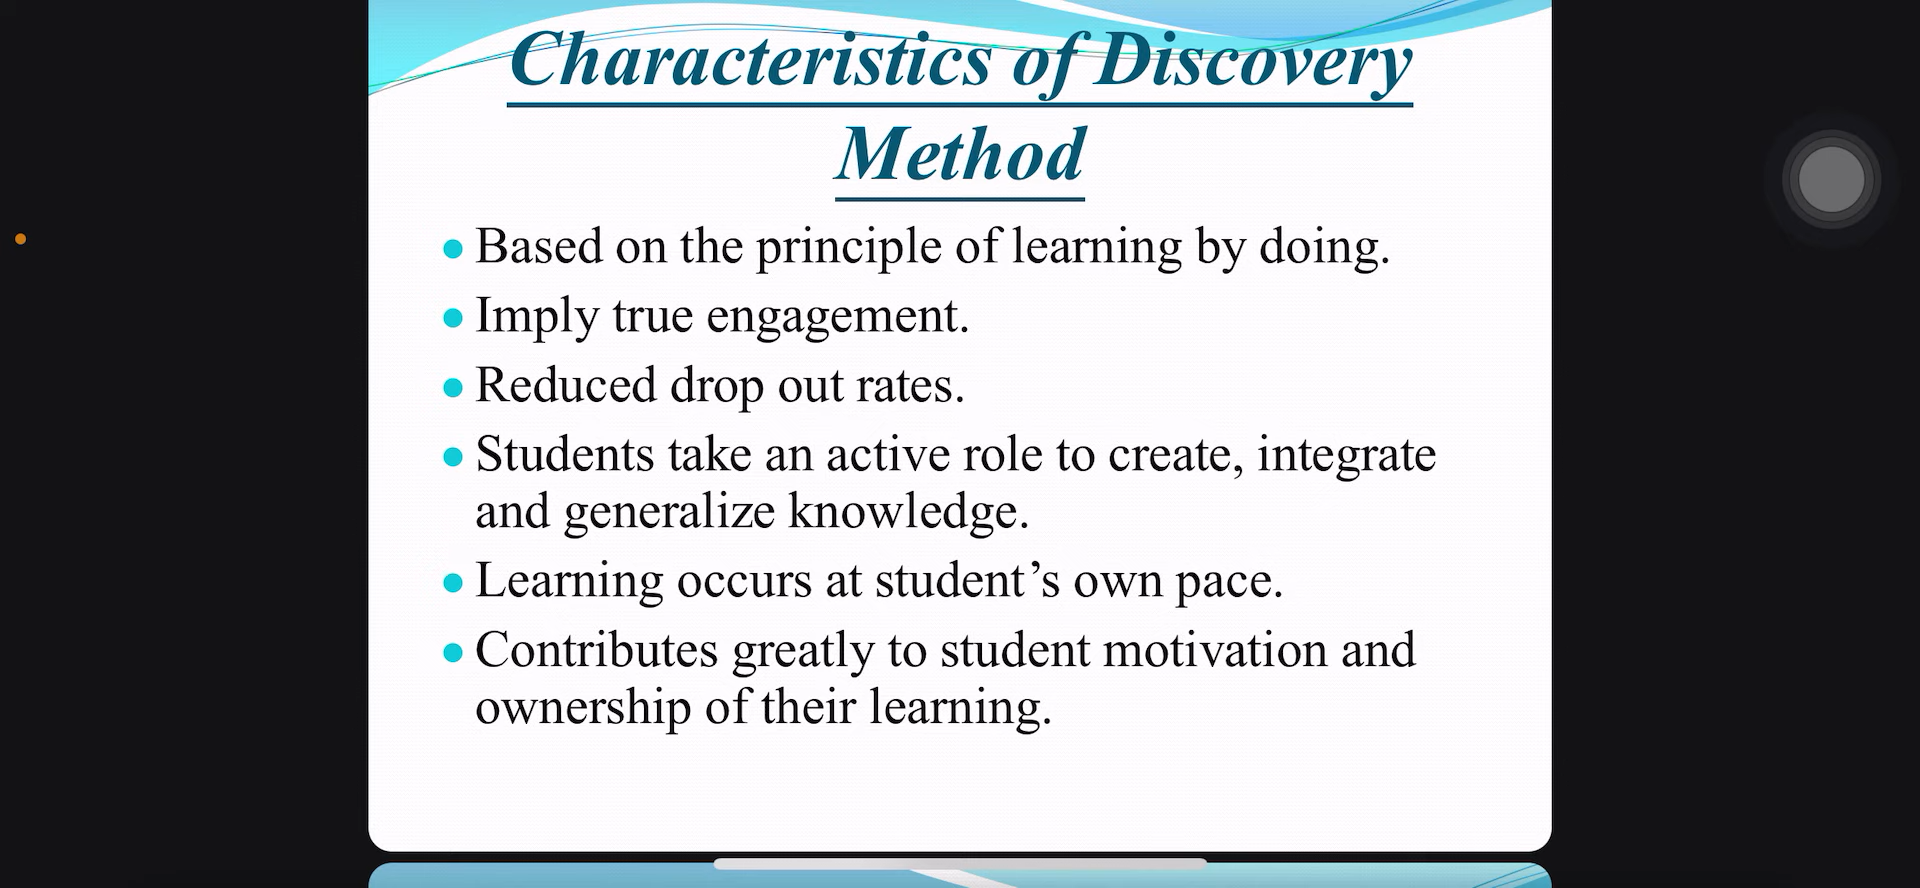 Characteristics of Discovery
Method
• Based on the principle of learning by doing.
• Imply true engagement.
• Reduced drop out rates.
• Students take an active role to create, integrate
and generalize knowledge.
• Learning occurs at student’s own pace.
• Contributes greatly to student motivation and
ownership of their learning.